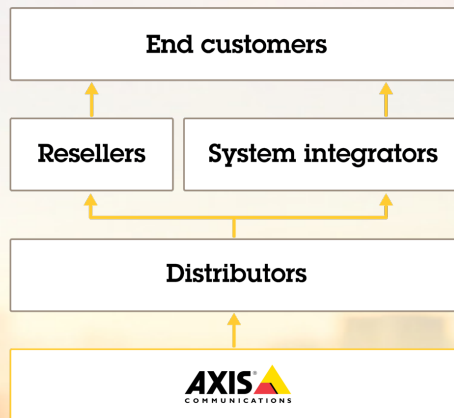 End customers
Resellers
System integrators
Distributors
AXIS
COMMUNICATIONS